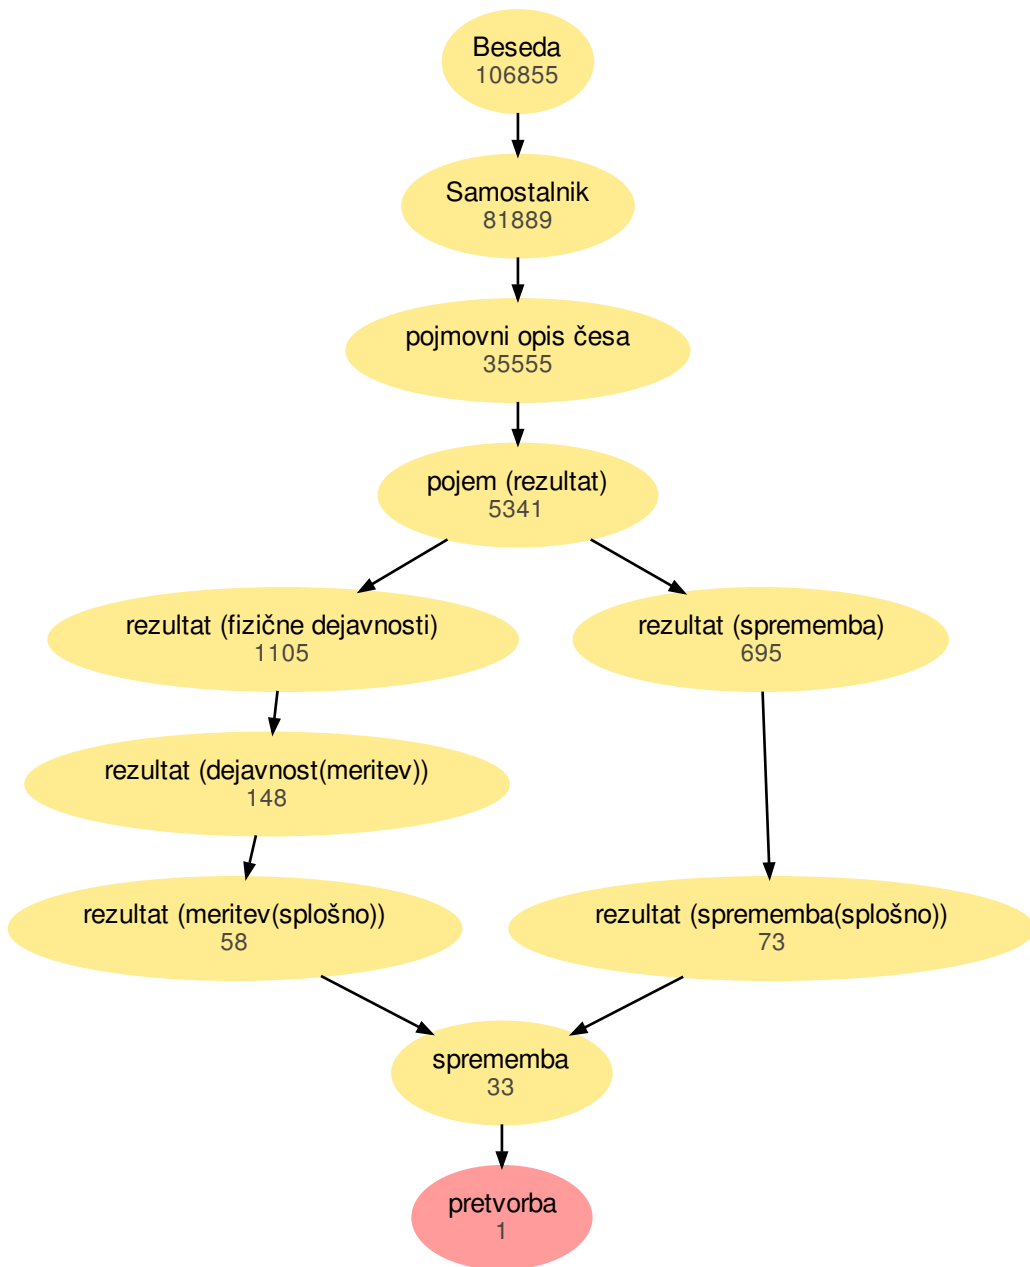 Beseda
106855
Samostalnik
81889
pojmovni opis česa
35555
pojem (rezultat)
5341
rezultat (fizične dejavnosti)
1105
rezultat (sprememba)
695
rezultat (dejavnost(meritev))
148
rezultat (meritev(splošno))
58
rezultat (sprememba(splošno))
73
sprememba
33
pretvorba
1